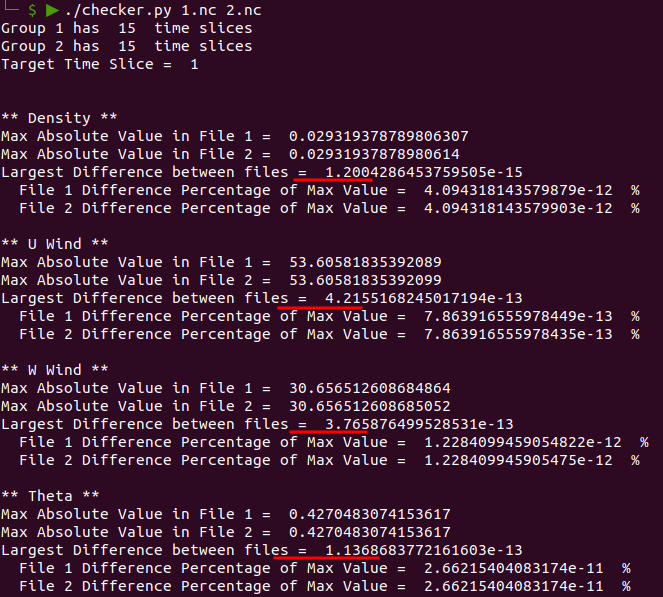 $ ▶ ./checker.py 1.nc 2.nc
Group 1 has  15  time slices
Group 2 has  15  time slices
Target Time Slice =  1
** Density **
Max Absolute Value in File 1 =  0.029319378789806307
Max Absolute Value in File 2 =  0.02931937878980614
Largest Difference between files =  1.2004286453759505e-15
  File 1 Difference Percentage of Max Value =  4.094318143579879e-12  %
  File 2 Difference Percentage of Max Value =  4.094318143579903e-12  %
** U Wind **
Max Absolute Value in File 1 =  53.60581835392089
Max Absolute Value in File 2 =  53.60581835392099
Largest Difference between files =  4.2155168245017194e-13
  File 1 Difference Percentage of Max Value =  7.863916555978449e-13  %
  File 2 Difference Percentage of Max Value =  7.863916555978435e-13  %
** W Wind **
Max Absolute Value in File 1 =  30.656512608684864
Max Absolute Value in File 2 =  30.656512608685052
Largest Difference between files =  3.765876499528531e-13
  File 1 Difference Percentage of Max Value =  1.2284099459054822e-12  %
  File 2 Difference Percentage of Max Value =  1.228409945905475e-12  %
** Theta **
Max Absolute Value in File 1 =  0.4270483074153617
Max Absolute Value in File 2 =  0.4270483074153617
Largest Difference between files =  1.1368683772161603e-13
  File 1 Difference Percentage of Max Value =  2.66215404083174e-11  %
  File 2 Difference Percentage of Max Value =  2.66215404083174e-11  %